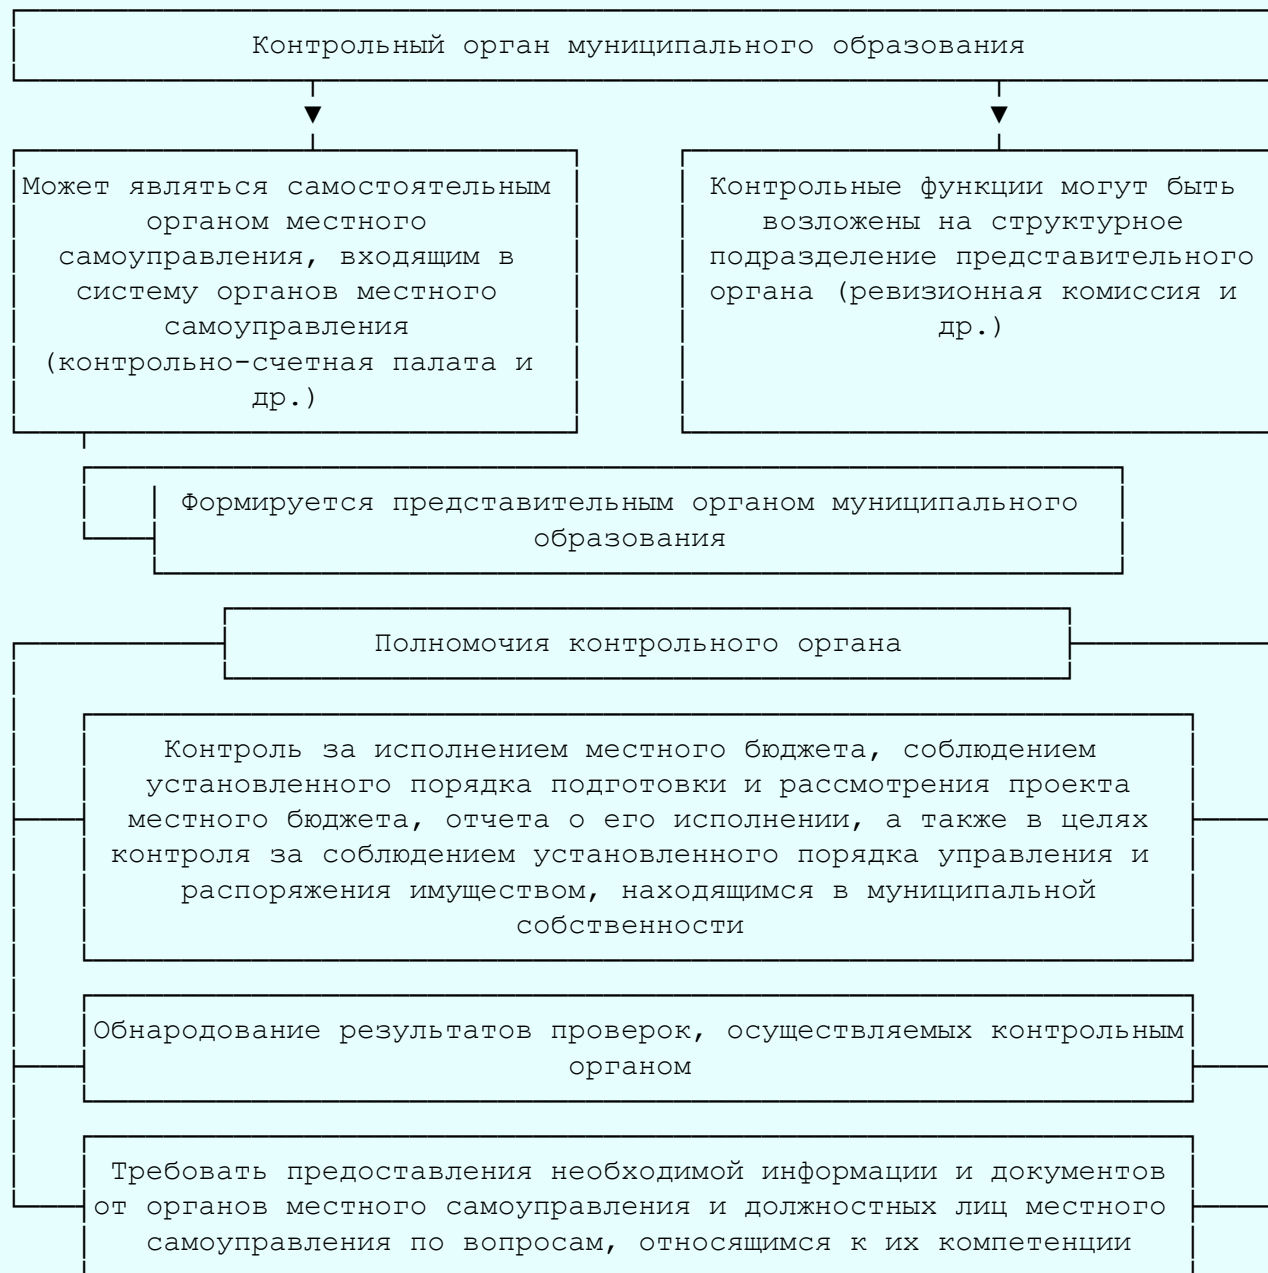 Контрольный орган муниципального образования
Может являться самостоятельным
органом местного
самоуправления, входящим в
систему органов местного
самоуправления
(контрольно-счетная палата и
др.)
Контрольные функции могут быть
возложены на структурное
подразделение представительного
органа (ревизионная комиссия и
др.)
Формируется представительным органом муниципального
образования
Полномочия контрольного органа
Контроль за исполнением местного бюджета, соблюдением
установленного порядка подготовки и рассмотрения проекта
местного бюджета, отчета о его исполнении, а также в целях
контроля за соблюдением установленного порядка управления и
распоряжения имуществом, находящимся в муниципальной
собственности
Обнародование результатов проверок, осуществляемых контрольным
органом
Требовать предоставления необходимой информации и документов
от органов местного самоуправления и должностных лиц местного
самоуправления по вопросам, относящимся к их компетенции